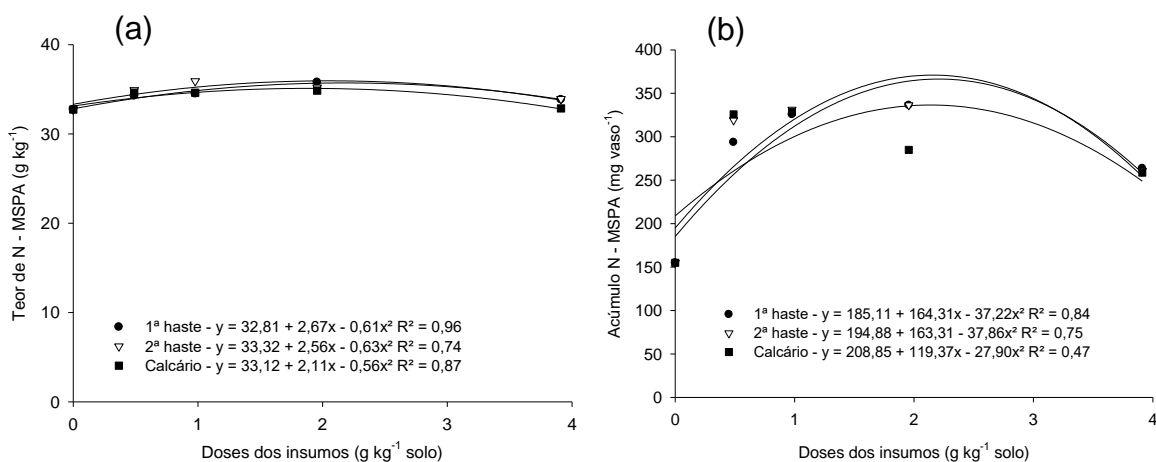 (a)
Teor de N - MSPA (g kg⁻¹)
40
30
20
10
0
1ª haste - y = 32,81 + 2,67x - 0,61x² R² = 0,96
2ª haste - y = 33,32 + 2,56x - 0,63x² R² = 0,74
Calcário - y = 33,12 + 2,11x - 0,56x² R² = 0,87
0 1 2 3 4
Doses dos insumos (g kg⁻¹ solo)
(b)
Acúmulo N - MSPA (mg vaso⁻¹)
400
350
300
250
200
150
100
50
0
1ª haste - y = 185,11 + 164,31x - 37,22x² R² = 0,84
2ª haste - y = 194,88 + 163,31 - 37,86x² R² = 0,75
Calcário - y = 208,85 + 119,37x - 27,90x² R² = 0,47
0 1 2 3 4
Doses dos insumos (g kg⁻¹ solo)